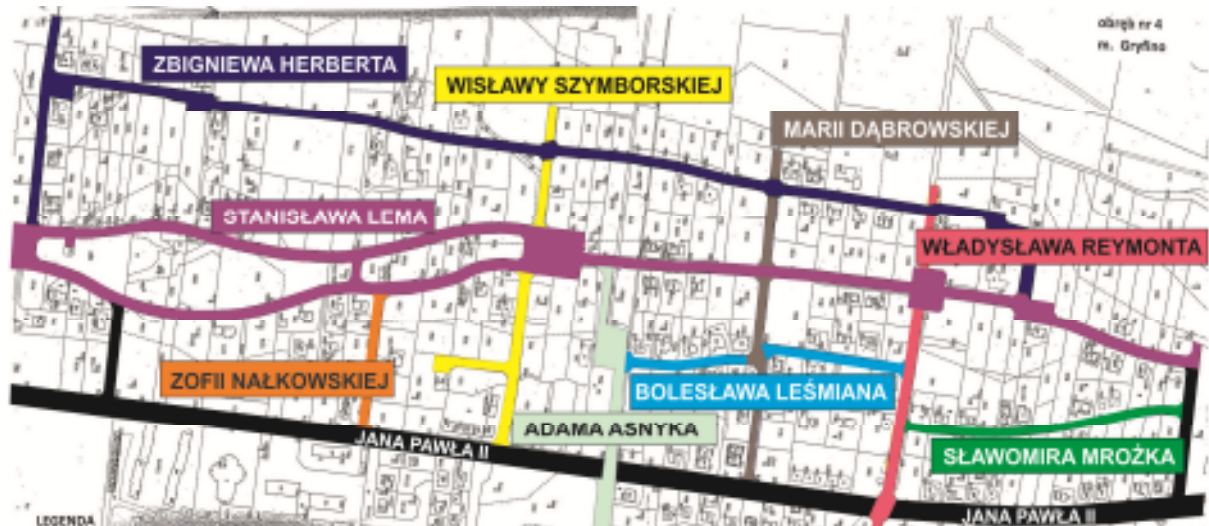 obręb nr 4
m. Gryfino
ZBIGNIEWA HERBERTA
WISŁAWY SZYMBORSKIEJ
MARII DĄBROWSKIEJ
STANISŁAWA LEMA
WŁADYSŁAWA REYMONTA
ZOFII NAŁKOWSKIEJ
BOLESŁAWA LEŚMIANA
ADAMA ASNYKA
JANA PAWŁA II
SŁAWOMIRA MROŻKA
JANA PAWŁA II
LEGENDA